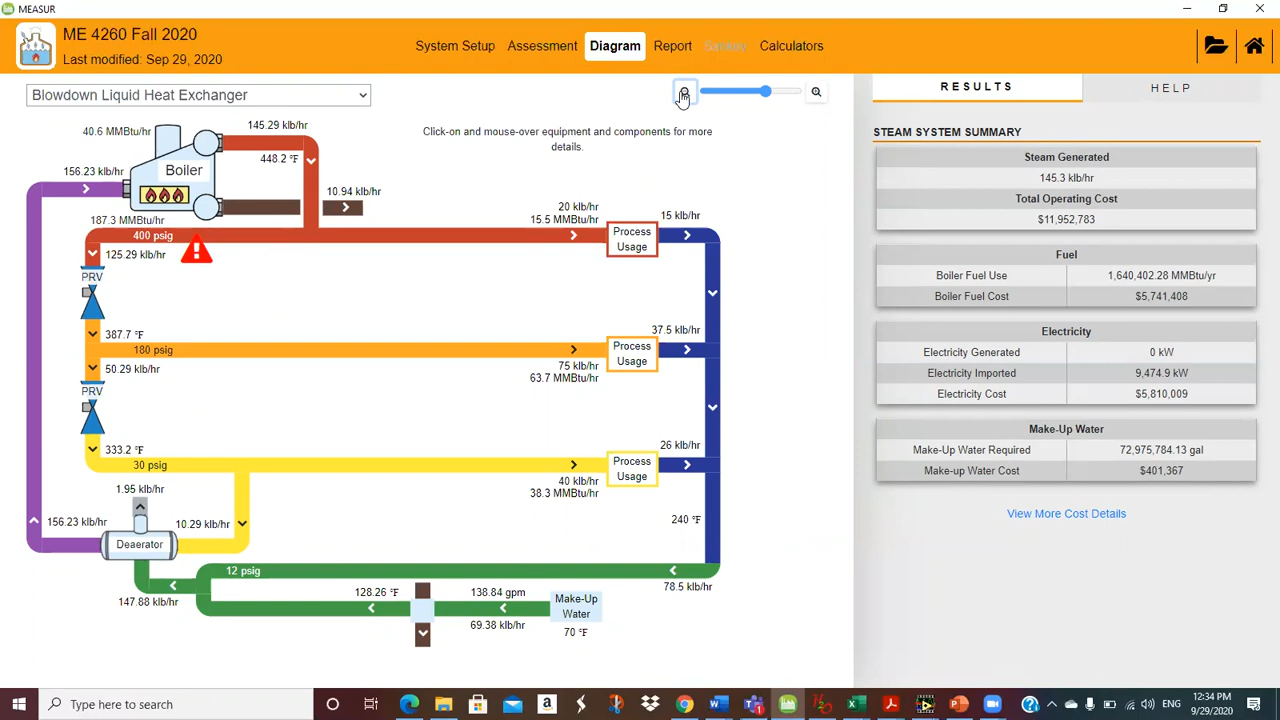 MEASUR
ME 4260 Fall 2020
Last modified: Sep 29, 2020
System Setup Assessment Diagram Report Calculators
Blowdown Liquid Heat Exchanger
RESULTS HELP
Click-on and mouse-over equipment and components for more
details.
40.6 MMBtu/hr
145.29 klb/hr
448.2 °F
156.23 klb/hr
Boiler
10.94 klb/hr
187.3 MMBtu/hr
400 psig
125.29 klb/hr
20 klb/hr
15.5 MMBtu/hr
Process
Usage
15 klb/hr
PRV
387.7 °F
180 psig
50.29 klb/hr
75 klb/hr
63.7 MMBtu/hr
Process
Usage
37.5 klb/hr
PRV
333.2 °F
30 psig
40 klb/hr
38.3 MMBtu/hr
Process
Usage
26 klb/hr
1.95 klb/hr
156.23 klb/hr
10.29 klb/hr
Deaerator
240 °F
12 psig
78.5 klb/hr
147.88 klb/hr
128.26 °F
138.84 gpm
69.38 klb/hr
Make-Up
Water
70 °F
STEAM SYSTEM SUMMARY
Steam Generated
145.3 klb/hr
Total Operating Cost
$11,952,783
Fuel
Boiler Fuel Use 1,640,402.28 MMBtu/yr
Boiler Fuel Cost $5,741,408
Electricity
Electricity Generated 0 kW
Electricity Imported 9,474.9 kW
Electricity Cost $5,810,009
Make-Up Water
Make-Up Water Required 72,975,784.13 gal
Make-up Water Cost $401,367
View More Cost Details
Type here to search
12:34 PM
9/29/2020